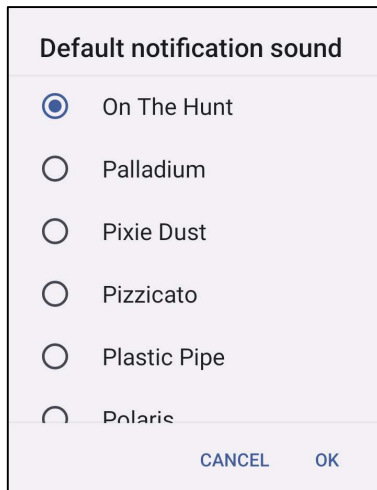 Default notification sound
On The Hunt
Palladium
Pixie Dust
Pizzicato
Plastic Pipe
Polaris
CANCEL OK